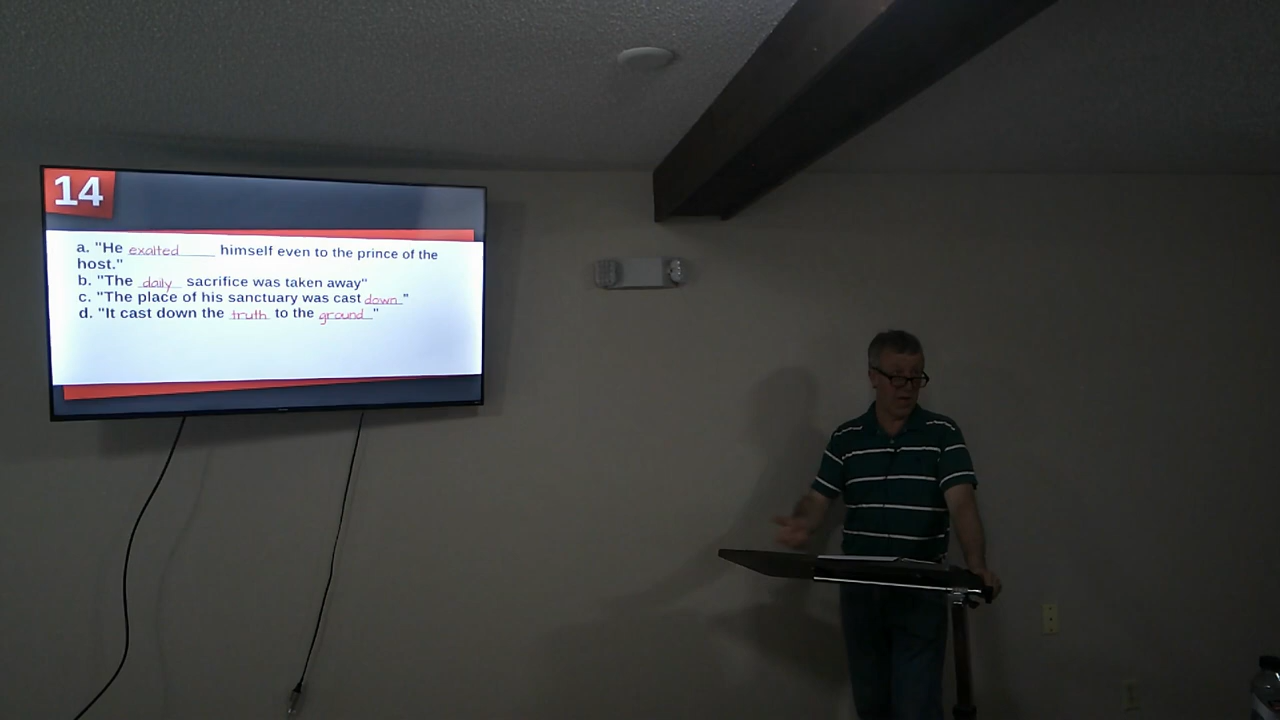 14
a. "He exalted himself even to the prince of the
host."
b. "The daily sacrifice was taken away"
c. "The place of his sanctuary was cast down"
d. "It cast down the truth to the ground"